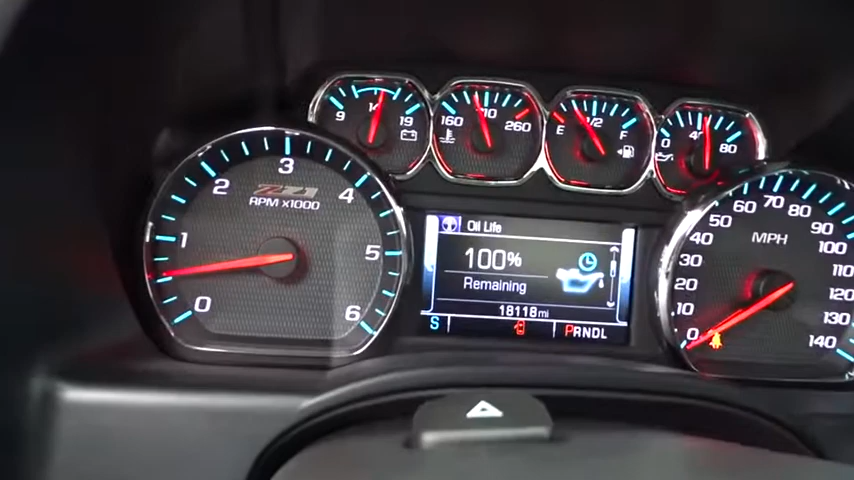 9 14 19
160 210 260
E 1/2 F
0 40 80
Z71
RPM X1000
0 1 2 3 4 5 6
Oil Life
100%
Remaining
18118mi
S
PRNDL
MPH
0 10 20 30 40 50 60 70 80 90 100 110 120 130 140